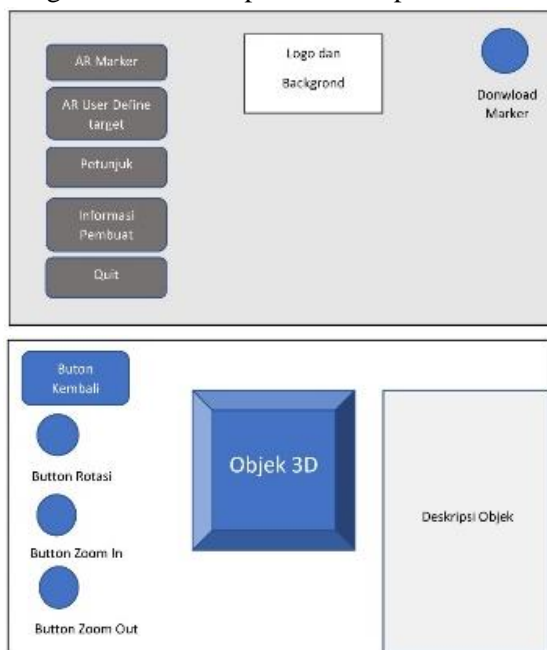 AR Marker
AR User Define
target
Petunjuk
Informasi
Pembuat
Quit
Logo dan
Backgrond
Donwload
Marker
Buton
Kembali
Button Rotasi
Button Zoom In
Button Zoom Out
Objek 3D
Deskripsi Objek